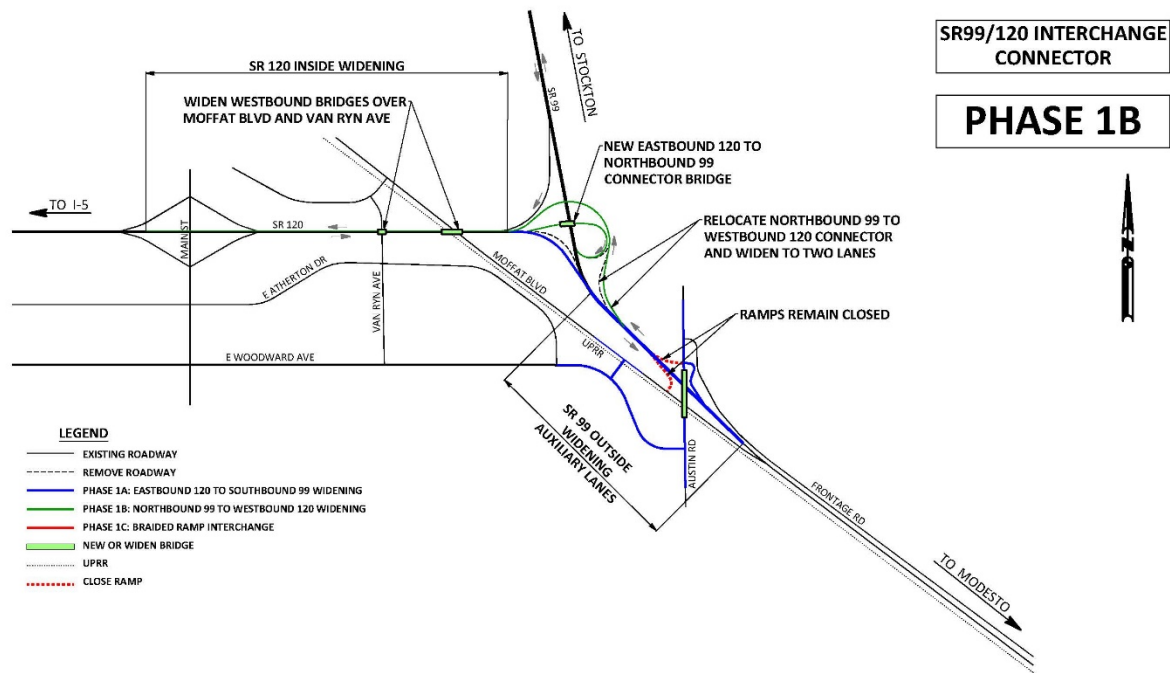 SR99/120 INTERCHANGE
CONNECTOR
PHASE 1B
TO STOCKTON
SR 99
SR 120 INSIDE WIDENING
WIDEN WESTBOUND BRIDGES OVER
MOFFAT BLVD AND VAN RYN AVE
NEW EASTBOUND 120 TO
NORTHBOUND 99
CONNECTOR BRIDGE
TO I-5
MAIN ST
SR 120
RELOCATE NORTHBOUND 99 TO
WESTBOUND 120 CONNECTOR
AND WIDEN TO TWO LANES
N
E ATHERTON DR
VAN RYN AVE
MOFFAT BLVD
RAMPS REMAIN CLOSED
UPRR
E WOODWARD AVE
SR 99 OUTSIDE
WIDENING
AUXILIARY LANES
AUSTIN RD
FRONTAGE RD
TO MODESTO
LEGEND
EXISTING ROADWAY
REMOVE ROADWAY
PHASE 1A: EASTBOUND 120 TO SOUTHBOUND 99 WIDENING
PHASE 1B: NORTHBOUND 99 TO WESTBOUND 120 WIDENING
PHASE 1C: BRAIDED RAMP INTERCHANGE
NEW OR WIDEN BRIDGE
UPRR
CLOSE RAMP